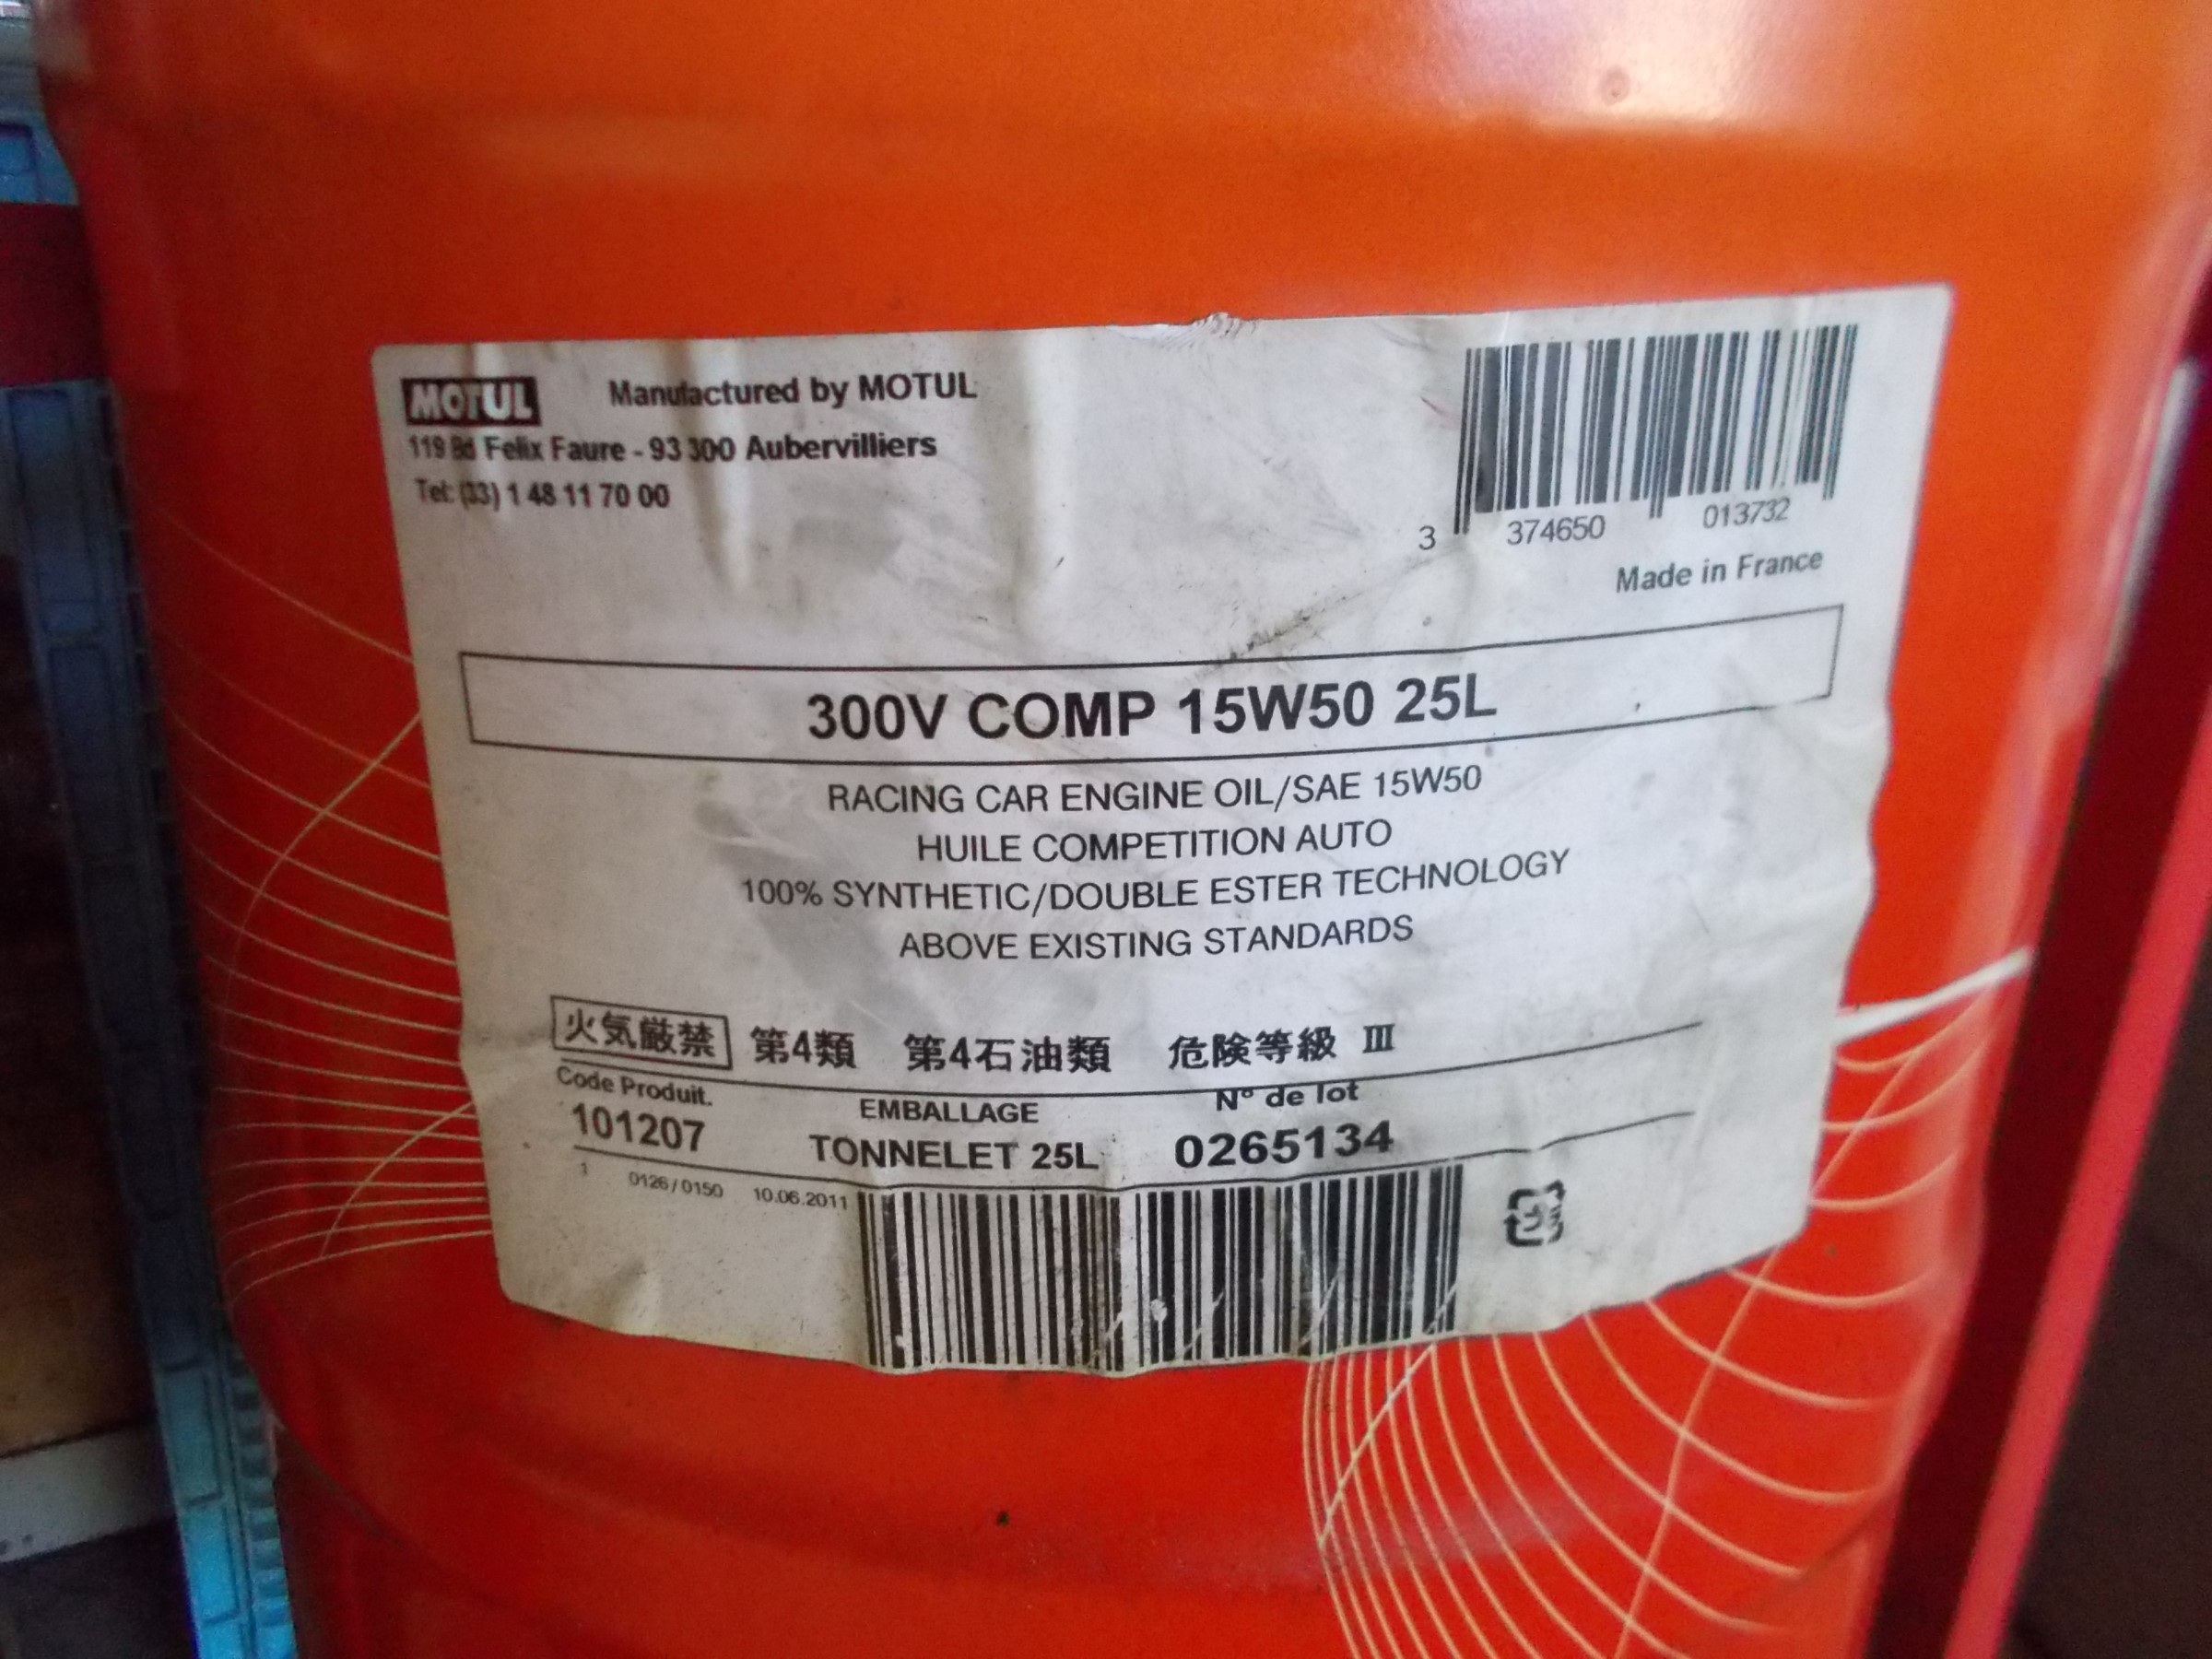 MOTUL Manufactured by MOTUL
119 Bd Felix Faure - 93 300 Aubervilliers
Tel: (33) 1 48 11 70 00
3 374650 013732
Made in France
300V COMP 15W50 25L
RACING CAR ENGINE OIL/SAE 15W50
HUILE COMPETITION AUTO
100% SYNTHETIC/DOUBLE ESTER TECHNOLOGY
ABOVE EXISTING STANDARDS
火気厳禁 第4類 第4石油類 危険等級 III
Code Produit. EMBALLAGE N° de lot
101207 TONNELET 25L 0265134
1 0126/0150 10.06.2011